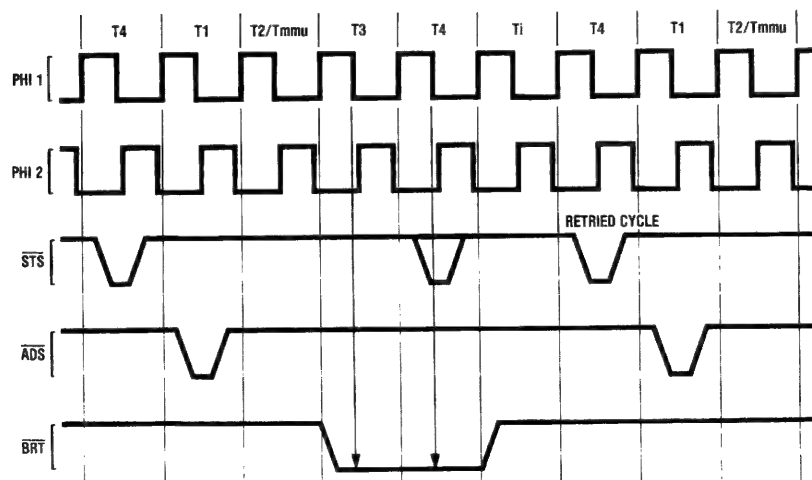 T4 T1 T2/Tmmu T3 T4 Ti T4 T1 T2/Tmmu
PHI 1
PHI 2
RETRIED CYCLE
STS
ADS
BRT